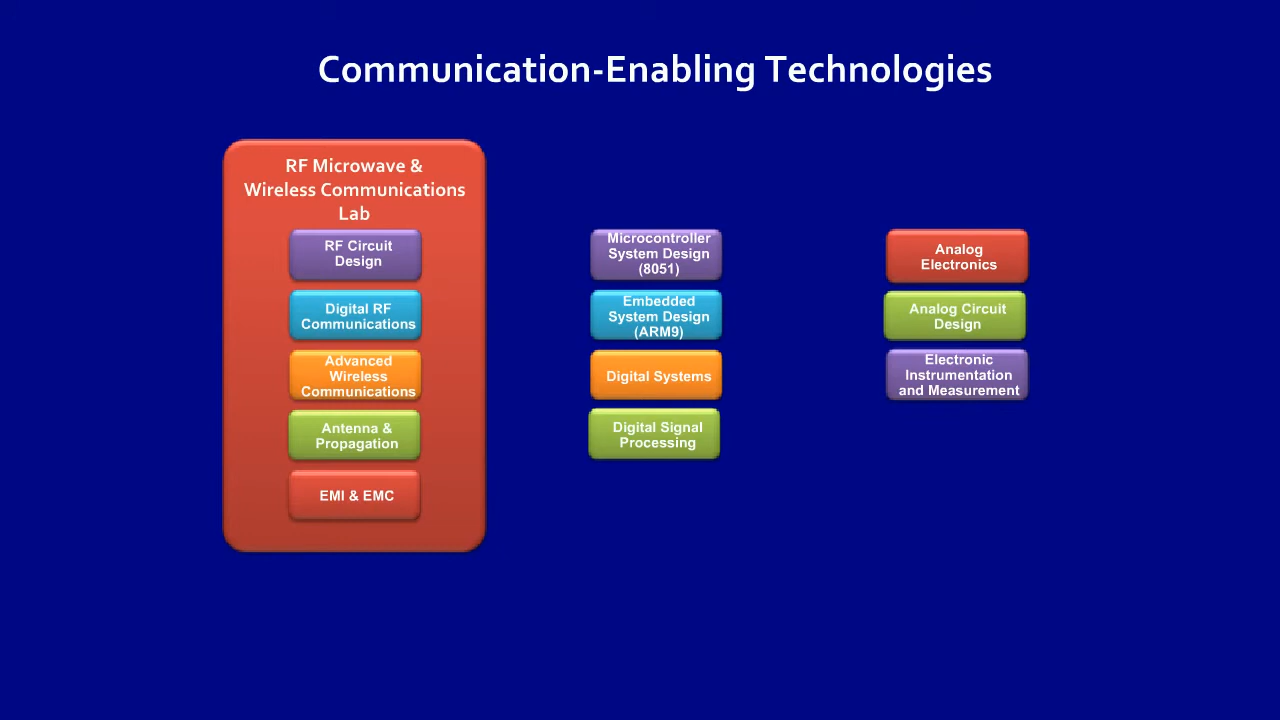 Communication-Enabling Technologies
RF Microwave &
Wireless Communications
Lab
RF Circuit
Design
Digital RF
Communications
Advanced
Wireless
Communications
Antenna &
Propagation
EMI & EMC
Microcontroller
System Design
(8051)
Embedded
System Design
(ARM9)
Digital Systems
Digital Signal
Processing
Analog
Electronics
Analog Circuit
Design
Electronic
Instrumentation
and Measurement